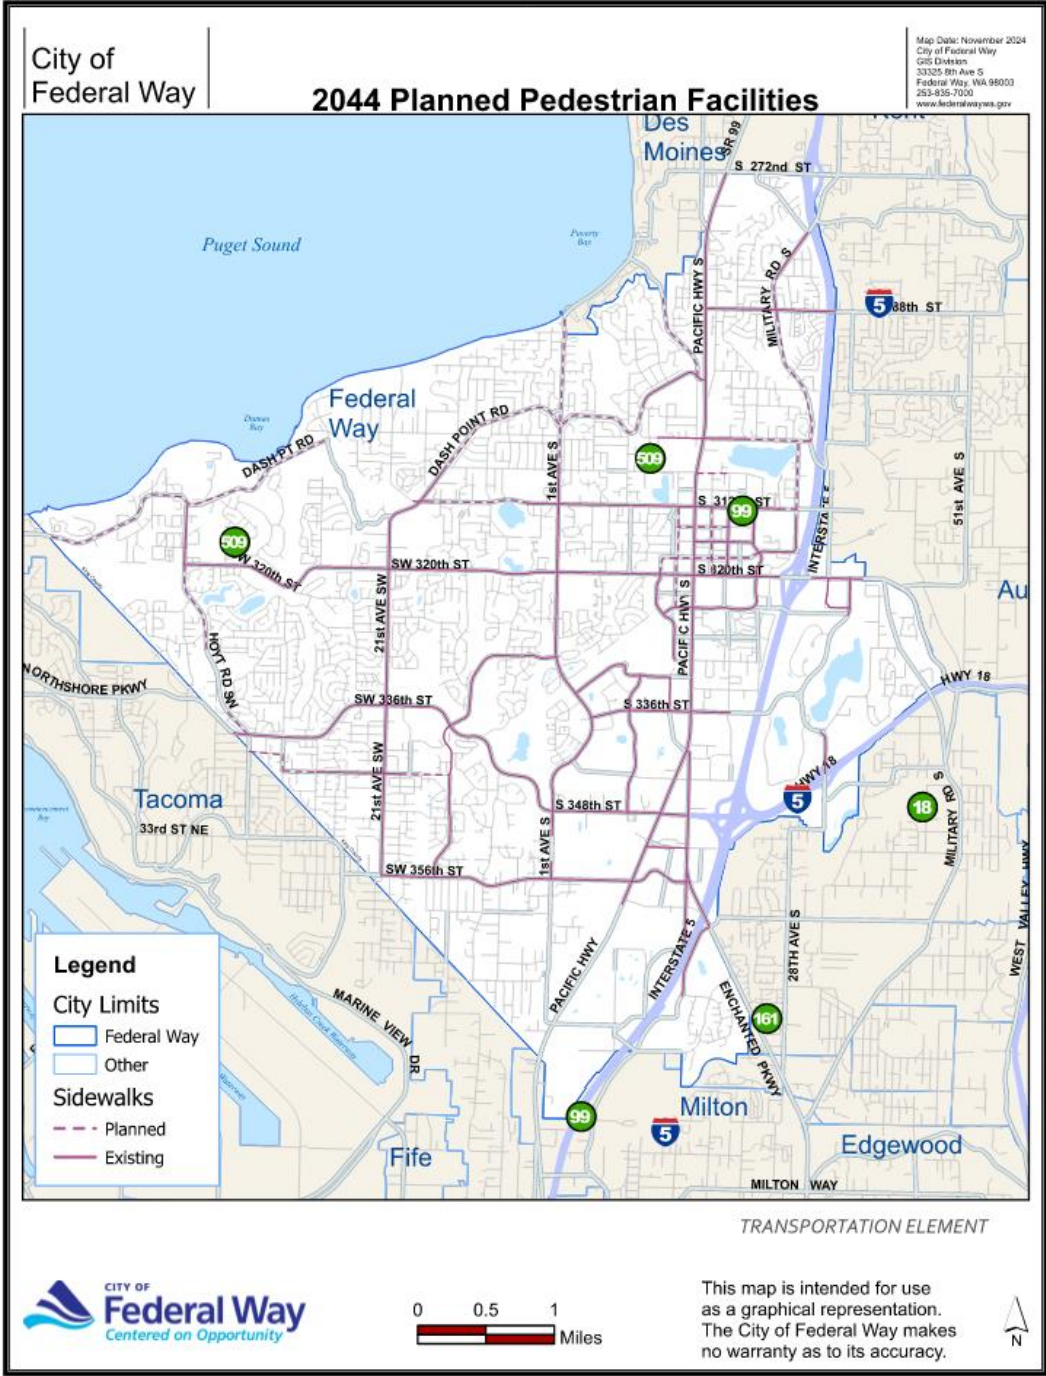 City of
Federal Way
2044 Planned Pedestrian Facilities
Map Date: November 2024
City of Federal Way
GIS Division
33325 8th Ave S
Federal Way, WA 98003
253-835-7000
www.federalwaywa.gov
Des
Moines
SR 99
S 272nd ST
Puget Sound
Poverty
Bay
PACIFIC HWY S
MILITARY RD S
5
88th ST
Federal
Way
Dumas
Bay
DASH POINT RD
DASH PT RD
1st AVE S
509
51st AVE S
S 312 ST
99
INTERSTATE 5
509
SW 320th ST
SW 320th ST
S 320th ST
21st AVE SW
PACIFIC HWY S
Au
HOYT RD SW
NORTHSHORE PKWY
HWY 18
SW 336th ST
S 336th ST
21st AVE SW
HWY 18
5
Tacoma
33rd ST NE
S 348th ST
18
MILITARY RD S
1st AVE S
SW 356th ST
WEST VALLEY HWY
28TH AVE S
PACIFIC HWY
INTERSTATE 5
ENCHANTED PKWY
161
MARINE VIEW DR
99
5
Milton
Edgewood
Fife
MILTON WAY
Legend
City Limits
Federal Way
Other
Sidewalks
Planned
Existing
TRANSPORTATION ELEMENT
CITY OF
Federal Way
Centered on Opportunity
0 0.5 1
Miles
This map is intended for use
as a graphical representation.
The City of Federal Way makes
no warranty as to its accuracy.
N